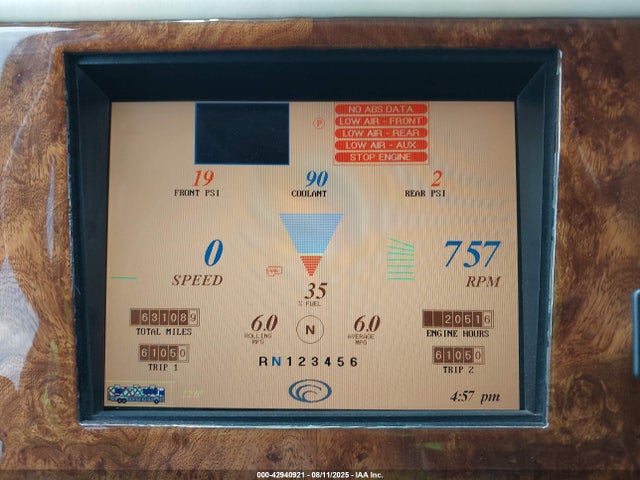 NO ABS DATA
LOW AIR - FRONT
LOW AIR - REAR
LOW AIR - AUX
STOP ENGINE
P
19 90 2
FRONT PSI COOLANT REAR PSI
0 757
SPEED RPM
35
% FUEL
631089 20516
TOTAL MILES ENGINE HOURS
6.0 N 6.0
ROLLING MPG AVERAGE MPG
61050 61050
TRIP 1 TRIP 2
R N 1 2 3 4 5 6
12'6"
4:57 pm
000-42940921 - 08/11/2025 - IAA Inc.